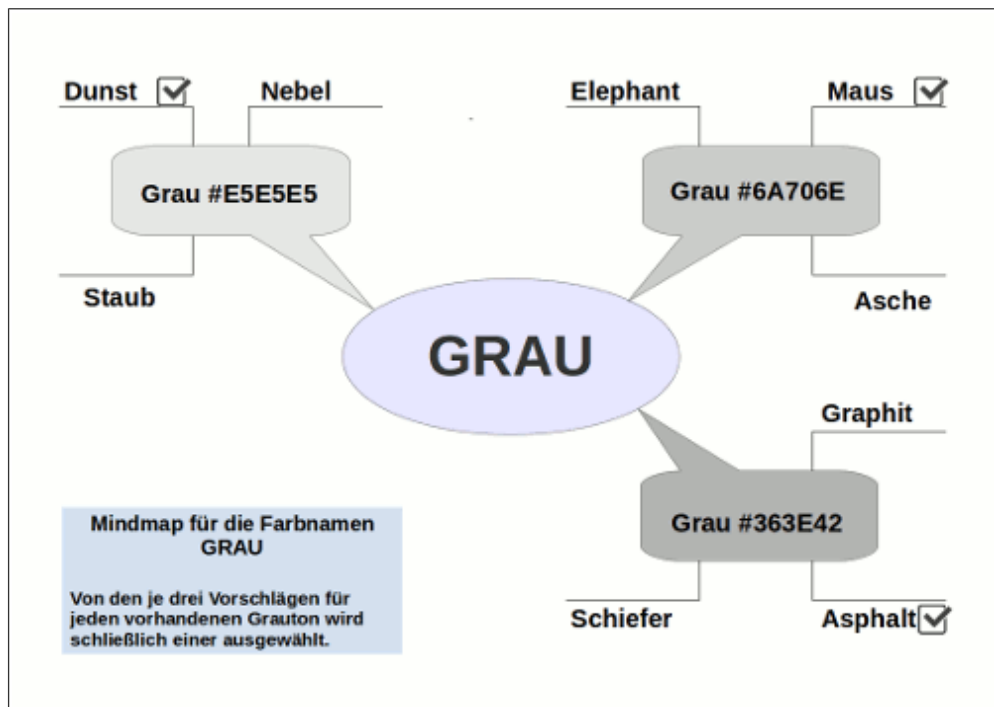 Dunst
Nebel
Elephant
Maus
Grau #E5E5E5
Grau #6A706E
Staub
Asche
GRAU
Graphit
Grau #363E42
Schiefer
Asphalt
Mindmap für die Farbnamen
GRAU
Von den je drei Vorschlägen für
jeden vorhandenen Grauton wird
schließlich einer ausgewählt.